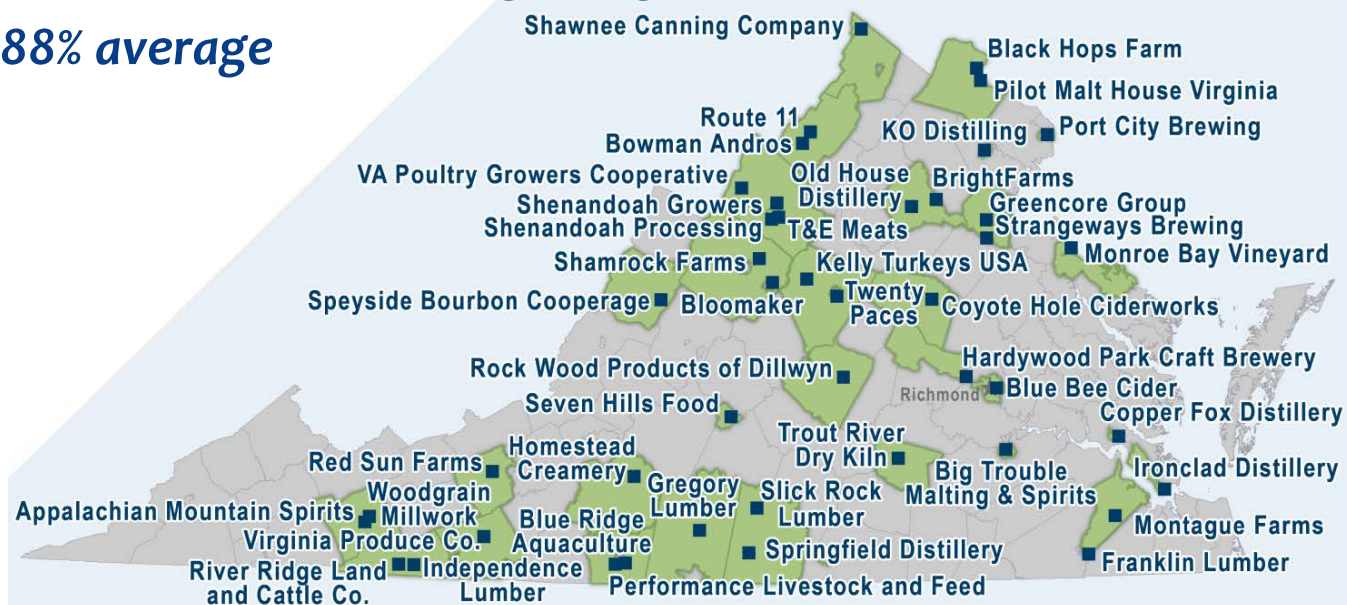 Shawnee Canning Company
88% average
Black Hops Farm
Pilot Malt House Virginia
Route 11
Bowman Andros
KO Distilling
Port City Brewing
VA Poultry Growers Cooperative
Old House
Distillery
BrightFarms
Shenandoah Growers
Greencore Group
Shenandoah Processing
T&E Meats
Strangeways Brewing
Monroe Bay Vineyard
Shamrock Farms
Kelly Turkeys USA
Speyside Bourbon Cooperage
Bloomaker
Twenty
Paces
Coyote Hole Ciderworks
Rock Wood Products of Dillwyn
Hardywood Park Craft Brewery
Richmond
Blue Bee Cider
Seven Hills Food
Copper Fox Distillery
Trout River
Dry Kiln
Big Trouble
Malting & Spirits
Ironclad Distillery
Red Sun Farms
Homestead
Creamery
Gregory
Lumber
Slick Rock
Lumber
Appalachian Mountain Spirits
Woodgrain
Millwork
Blue Ridge
Aquaculture
Virginia Produce Co.
Springfield Distillery
Montague Farms
Franklin Lumber
River Ridge Land
and Cattle Co.
Independence
Lumber
Performance Livestock and Feed